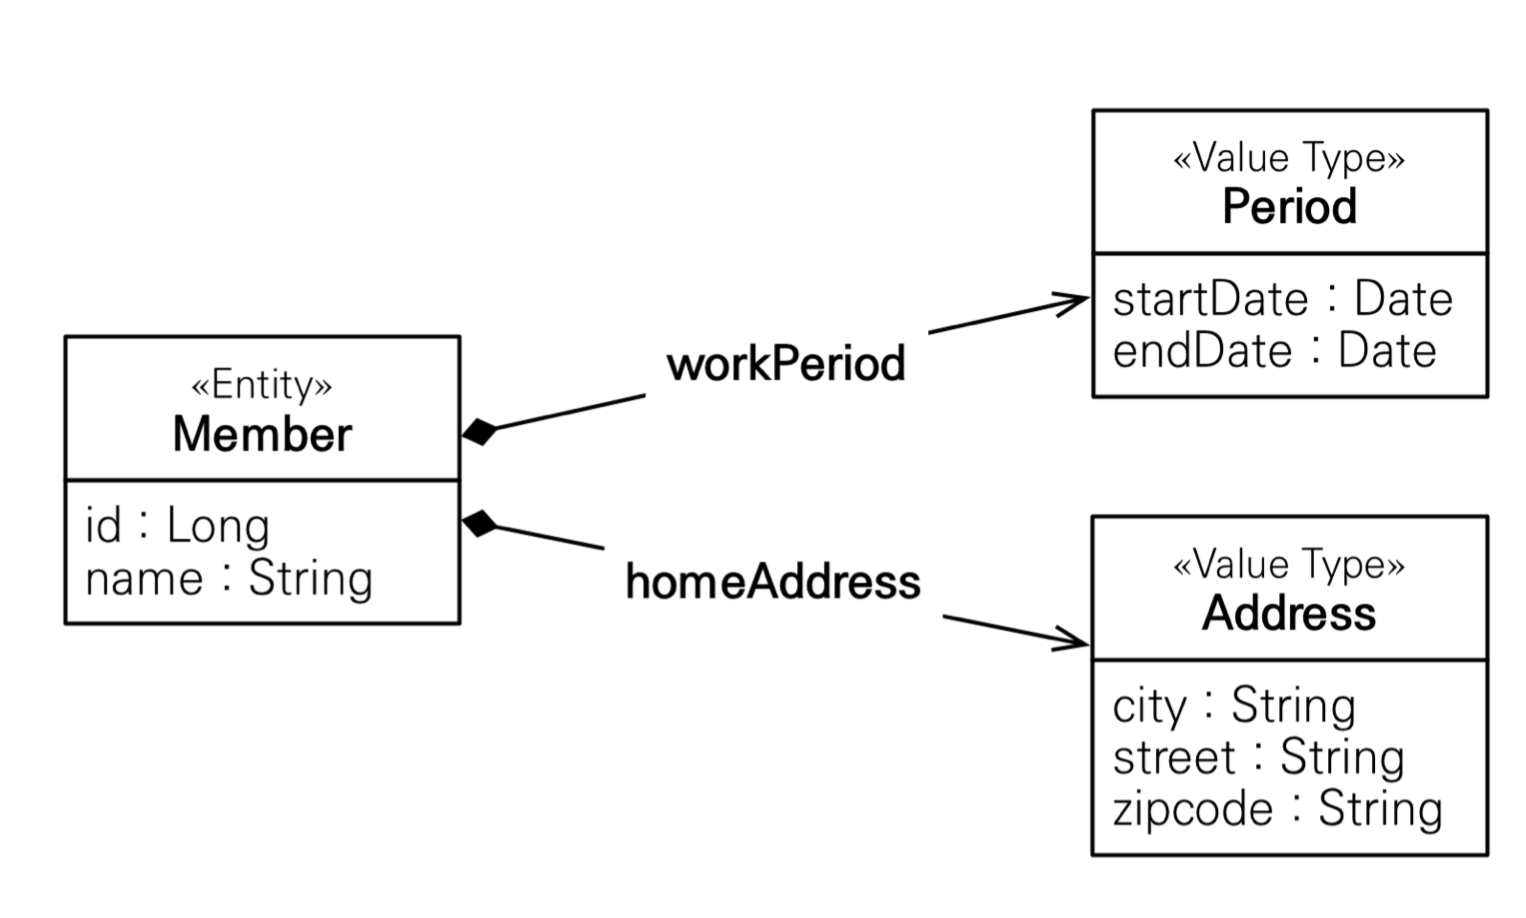 «Entity»
Member
id : Long
name : String
workPeriod
homeAddress
«Value Type»
Period
startDate : Date
endDate : Date
«Value Type»
Address
city : String
street : String
zipcode : String